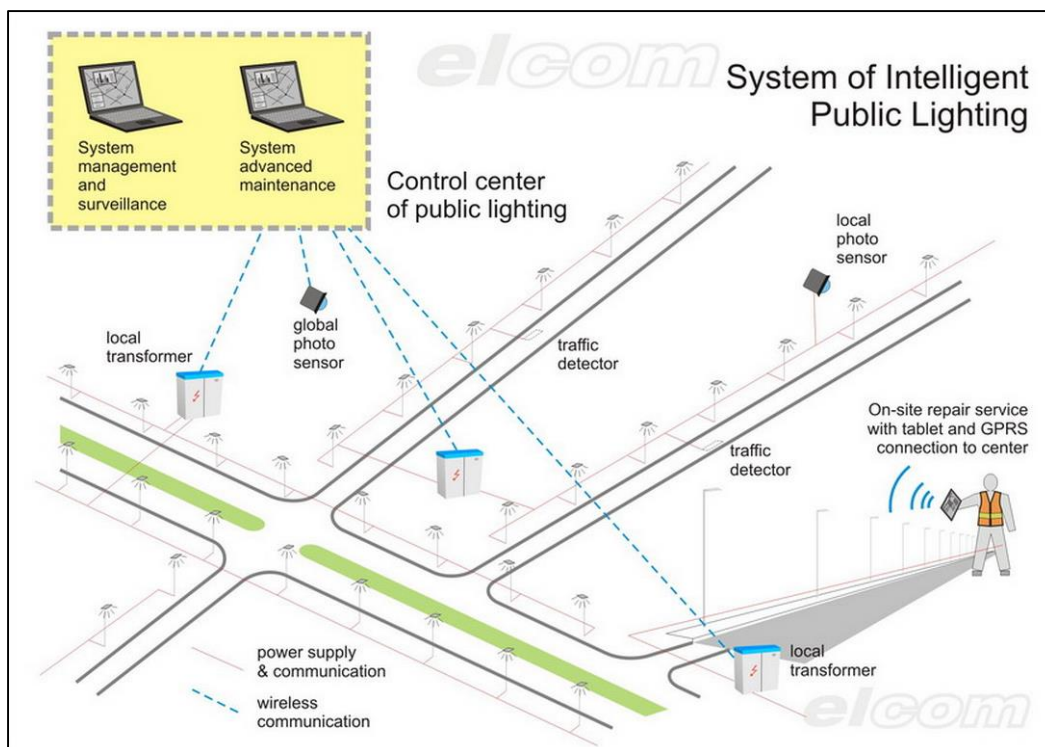 elcom
System of Intelligent
Public Lighting
System
management
and
surveillance
System
advanced
maintenance
Control center
of public lighting
local
photo
sensor
global
photo
sensor
local
transformer
traffic
detector
On-site repair service
with tablet and GPRS
connection to center
traffic
detector
power supply
& communication
wireless
communication
local
transformer
elcom